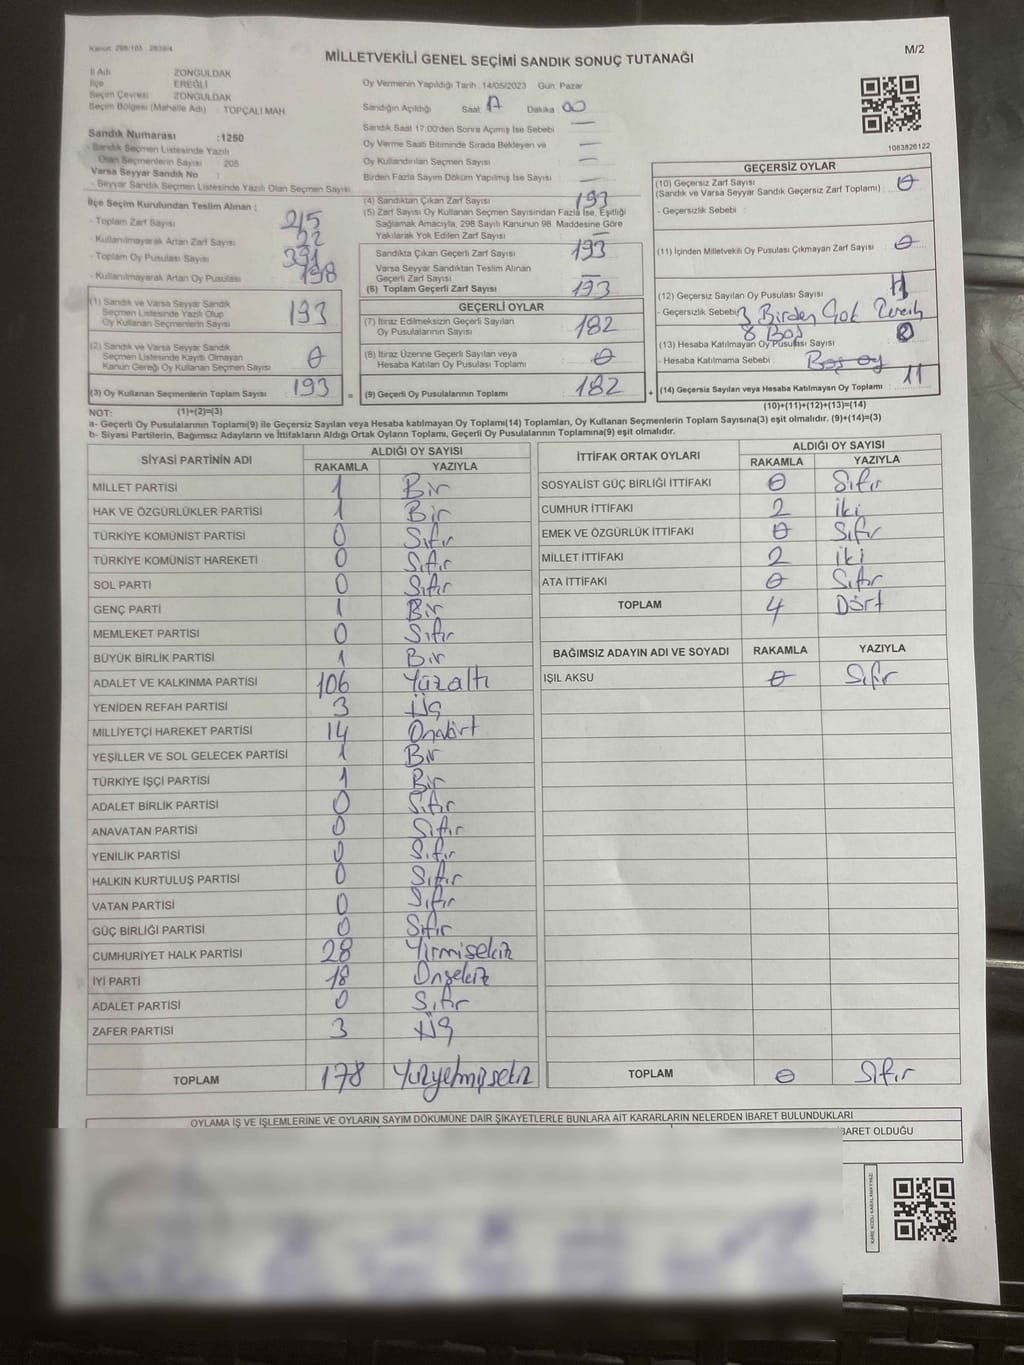 Kanun: 298/105 2839/4
MİLLETVEKİLİ GENEL SEÇİMİ SANDIK SONUÇ TUTANAĞI
M/2
İl Adı ZONGULDAK
İlçe EREĞLİ
Seçim Çevresi ZONGULDAK
Seçim Bölgesi (Mahalle Adı) TOPÇALI MAH
Sandık Numarası :1250
- Sandık Seçmen Listesinde Yazılı
Olan Seçmenlerin Sayısı : 205
Varsa Seyyar Sandık No :
- Seyyar Sandık Seçmen Listesinde Yazılı Olan Seçmen Sayısı
İlçe Seçim Kurulundan Teslim Alınan :
- Toplam Zarf Sayısı 215
- Kullanılmayarak Artan Zarf Sayısı 22
- Toplam Oy Pusulası Sayısı 391
- Kullanılmayarak Artan Oy Pusulası 198
(1) Sandık ve Varsa Seyyar Sandık
Seçmen Listesinde Yazılı Olup
Oy Kullanan Seçmenlerin Sayısı 193
(2) Sandık ve Varsa Seyyar Sandık
Seçmen Listesinde Kayıtlı Olmayan
Kanun Gereği Oy Kullanan Seçmen Sayısı 0
(3) Oy Kullanan Seçmenlerin Toplam Sayısı 193 =
Oy Vermenin Yapıldığı Tarih :14/05/2023 Gün: Pazar
Sandığın Açıldığı Saat 17 Dakika 00
Sandık Saat 17:00'den Sonra Açımış İse Sebebi —
Oy Verme Saati Bitiminde Sırada Bekleyen ve —
Oy Kullandırılan Seçmen Sayısı —
Birden Fazla Sayım Döküm Yapılmış İse Sayısı —
(4) Sandıktan Çıkan Zarf Sayısı 193
(5) Zarf Sayısı Oy Kullanan Seçmen Sayısından Fazla İse, Eşitliği
Sağlamak Amacıyla, 298 Sayılı Kanunun 98. Maddesine Göre
Yakılarak Yok Edilen Zarf Sayısı —
Sandıkta Çıkan Geçerli Zarf Sayısı 193
Varsa Seyyar Sandıktan Teslim Alınan
Geçerli Zarf Sayısı —
(6) Toplam Geçerli Zarf Sayısı 193
GEÇERLİ OYLAR
(7) İtiraz Edilmeksizin Geçerli Sayılan
Oy Pusulalarının Sayısı 182
(8) İtiraz Üzerine Geçerli Sayılan veya
Hesaba Katılan Oy Pusulası Toplamı 0
(9) Geçerli Oy Pusulalarının Toplamı 182 +
1083826122
GEÇERSİZ OYLAR
(10) Geçersiz Zarf Sayısı
(Sandık ve Varsa Seyyar Sandık Geçersiz Zarf Toplamı) : 0
- Geçersizlik Sebebi :
(11) İçinden Milletvekili Oy Pusulası Çıkmayan Zarf Sayısı 0
(12) Geçersiz Sayılan Oy Pusulası Sayısı 11
- Geçersizlik Sebebi 3 Birden Çok Tercih
8 Boş
(13) Hesaba Katılmayan Oy Pusulası Sayısı 0
- Hesaba Katılmama Sebebi : Boş oy
(14) Geçersiz Sayılan veya Hesaba Katılmayan Oy Toplamı 11
NOT: (1)+(2)=(3) (10)+(11)+(12)+(13)=(14)
a- Geçerli Oy Pusulalarının Toplamı(9) ile Geçersiz Sayılan veya Hesaba katılmayan Oy Toplamı(14) Toplamları, Oy Kullanan Seçmenlerin Toplam Sayısına(3) eşit olmalıdır. (9)+(14)=(3)
b- Siyasi Partilerin, Bağımsız Adayların ve İttifakların Aldığı Ortak Oyların Toplamı, Geçerli Oy Pusulalarının Toplamına(9) eşit olmalıdır.
SİYASİ PARTİNİN ADI ALDIĞI OY SAYISI
RAKAMLA YAZIYLA
MİLLET PARTİSİ 1 Bir
HAK VE ÖZGÜRLÜKLER PARTİSİ 1 Bir
TÜRKİYE KOMÜNİST PARTİSİ 0 Sıfır
TÜRKİYE KOMÜNİST HAREKETİ 0 Sıfır
SOL PARTİ 0 Sıfır
GENÇ PARTİ 1 Bir
MEMLEKET PARTİSİ 0 Sıfır
BÜYÜK BİRLİK PARTİSİ 1 Bir
ADALET VE KALKINMA PARTİSİ 106 Yüzaltı
YENİDEN REFAH PARTİSİ 3 Üç
MİLLİYETÇİ HAREKET PARTİSİ 14 Ondört
YEŞİLLER VE SOL GELECEK PARTİSİ 1 Bir
TÜRKİYE İŞÇİ PARTİSİ 1 Bir
ADALET BİRLİK PARTİSİ 0 Sıfır
ANAVATAN PARTİSİ 0 Sıfır
YENİLİK PARTİSİ 0 Sıfır
HALKIN KURTULUŞ PARTİSİ 0 Sıfır
VATAN PARTİSİ 0 Sıfır
GÜÇ BİRLİĞİ PARTİSİ 0 Sıfır
CUMHURİYET HALK PARTİSİ 28 Yirmisekiz
İYİ PARTİ 18 Onsekiz
ADALET PARTİSİ 0 Sıfır
ZAFER PARTİSİ 3 Üç
TOPLAM 178 Yüzyetmişsekiz
İTTİFAK ORTAK OYLARI ALDIĞI OY SAYISI
RAKAMLA YAZIYLA
SOSYALİST GÜÇ BİRLİĞİ İTTİFAKI 0 Sıfır
CUMHUR İTTİFAKI 2 İki
EMEK VE ÖZGÜRLÜK İTTİFAKI 0 Sıfır
MİLLET İTTİFAKI 2 İki
ATA İTTİFAKI 0 Sıfır
TOPLAM 4 Dört
BAĞIMSIZ ADAYIN ADI VE SOYADI RAKAMLA YAZIYLA
IŞIL AKSU 0 Sıfır
TOPLAM 0 Sıfır
OYLAMA İŞ VE İŞLEMLERİNE VE OYLARIN SAYIM DÖKÜMÜNE DAİR ŞİKAYETLERLE BUNLARA AİT KARARLARIN NELERDEN İBARET BULUNDUKLARI
İBARET OLDUĞU